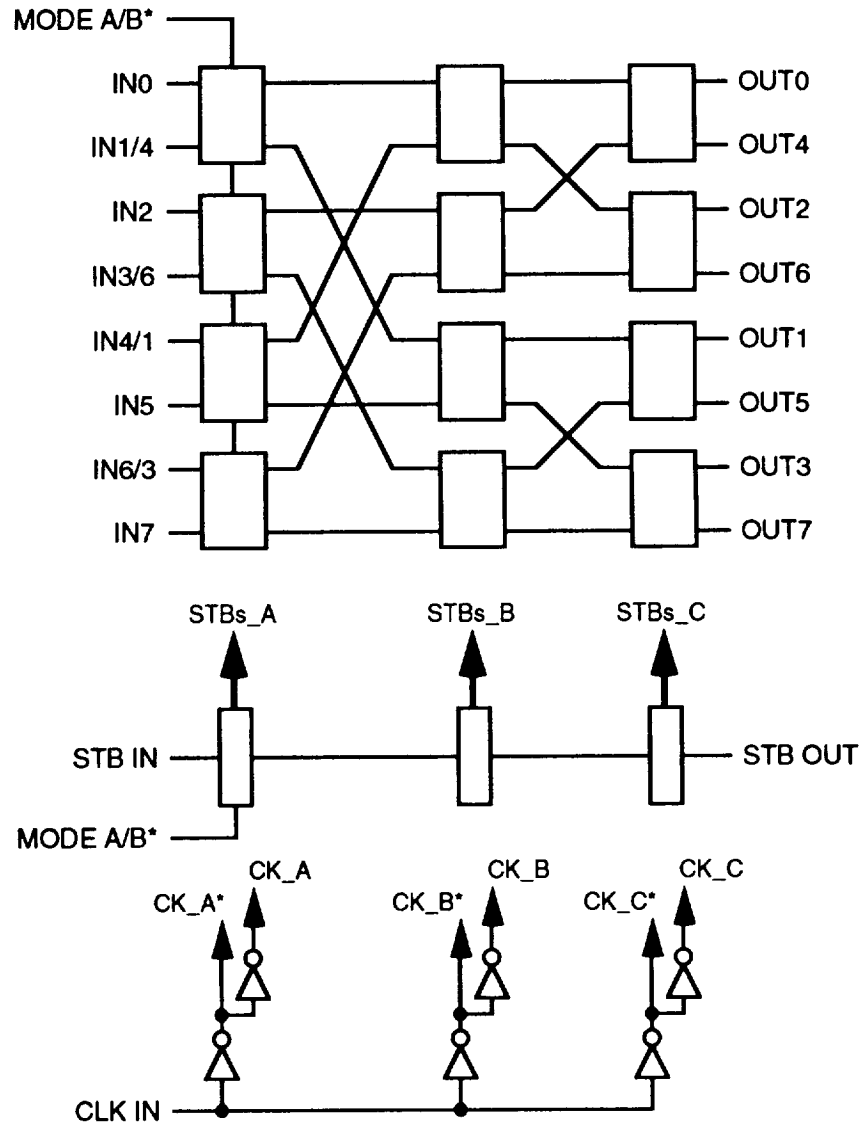 MODE A/B*
IN0
OUT0
IN1/4
OUT4
IN2
OUT2
IN3/6
OUT6
IN4/1
OUT1
IN5
OUT5
IN6/3
OUT3
IN7
OUT7
STBs_A
STBs_B
STBs_C
STB IN
STB OUT
MODE A/B*
CK_A
CK_B
CK_C
CK_A*
CK_B*
CK_C*
CLK IN